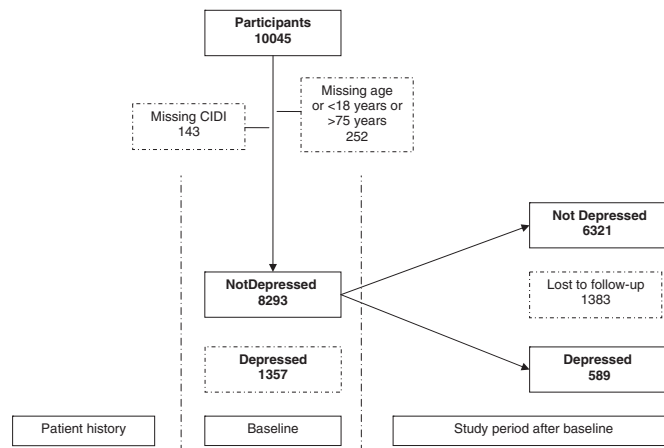 Participants
10045
Missing CIDI
143
Missing age
or <18 years or
>75 years
252
Not Depressed
6321
NotDepressed
8293
Lost to follow-up
1383
Depressed
1357
Depressed
589
Patient history
Baseline
Study period after baseline